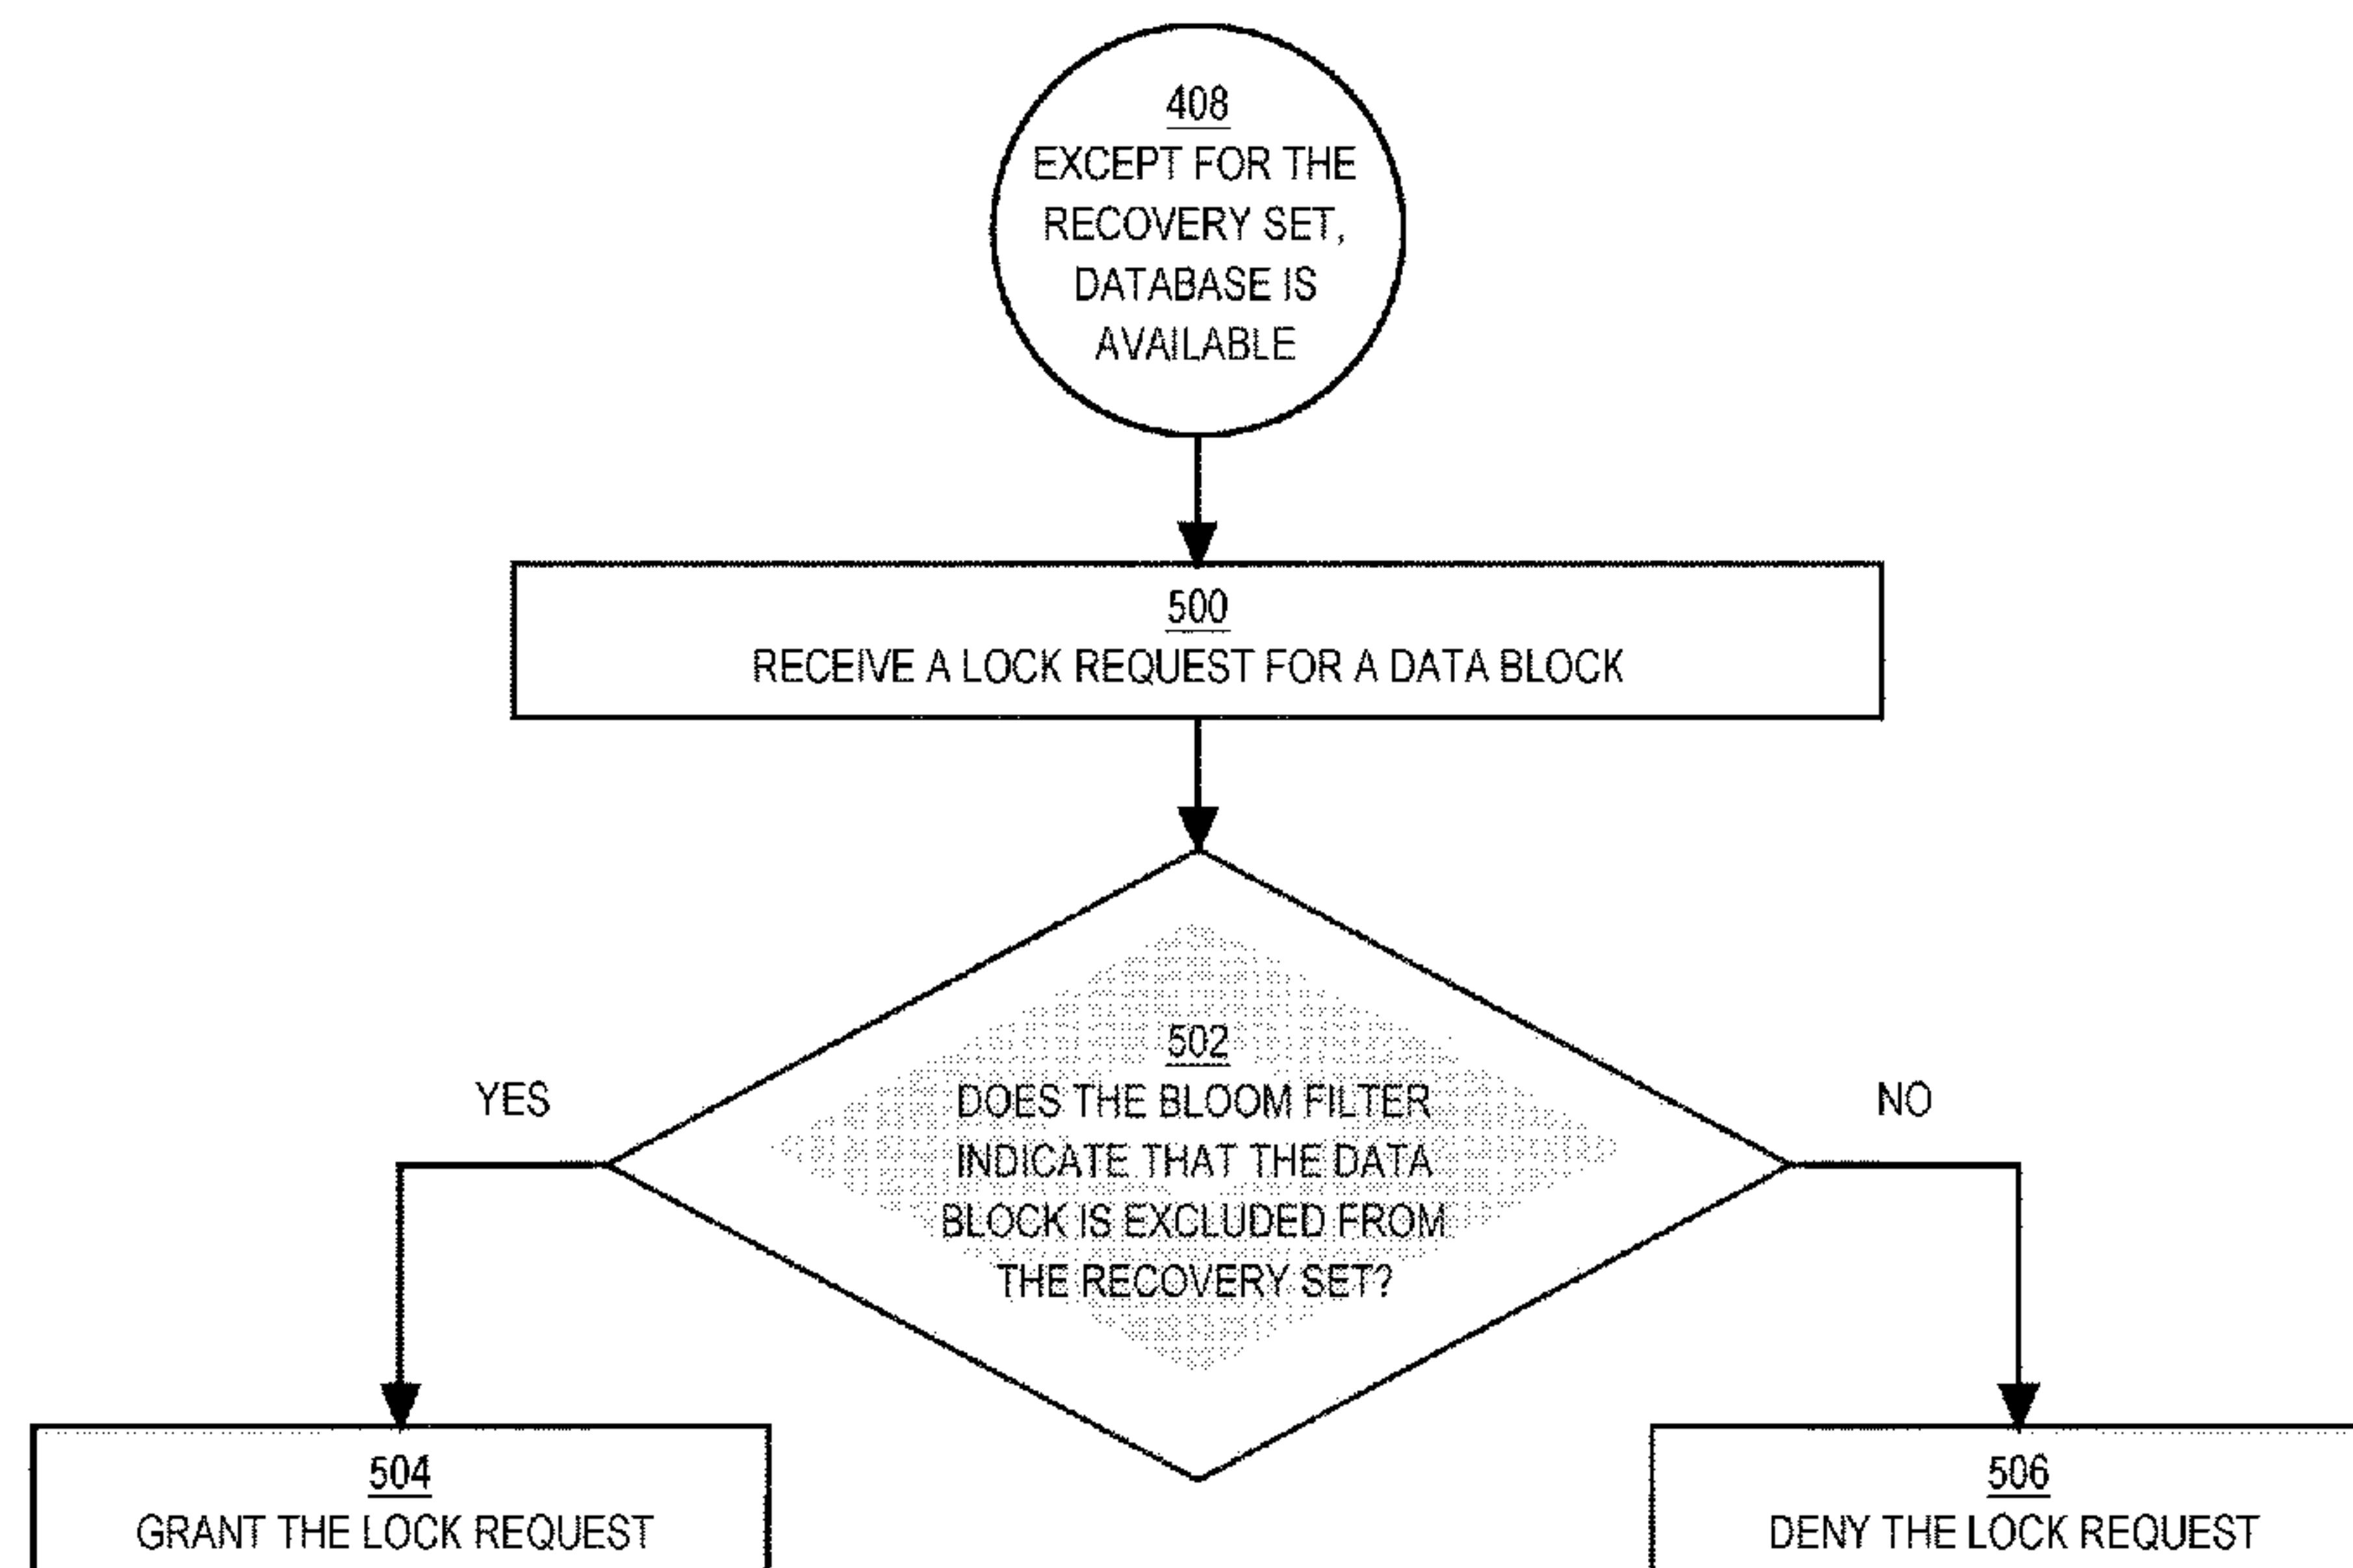 408
EXCEPT FOR THE
RECOVERY SET,
DATABASE IS
AVAILABLE
500
RECEIVE A LOCK REQUEST FOR A DATA BLOCK
502
DOES THE BLOOM FILTER
INDICATE THAT THE DATA
BLOCK IS EXCLUDED FROM
THE RECOVERY SET?
YES
NO
504
GRANT THE LOCK REQUEST
506
DENY THE LOCK REQUEST